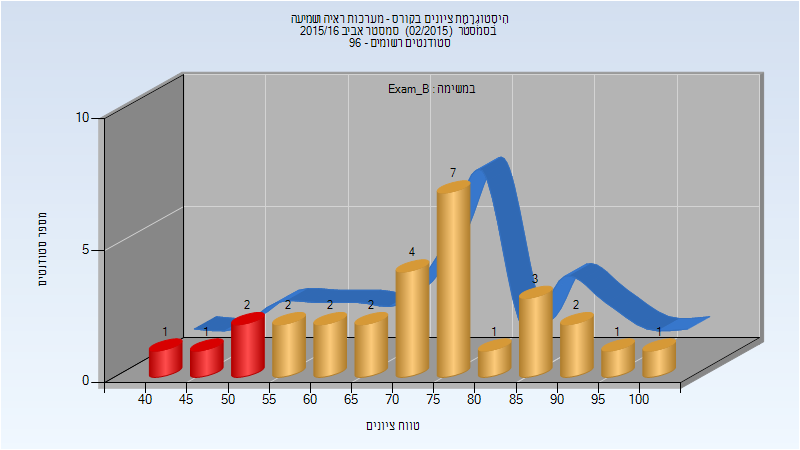 היסטוגרמת ציונים בקורס - מערכות ראיה ושמיעה
בסמסטר (02/2015) סמסטר אביב 2015/16
סטודנטים רשומים - 96
במשימה : Exam_B
מספר סטודנטים
10
5
0
1 1 2 2 2 2 4 7 1 3 2 1 1
40 45 50 55 60 65 70 75 80 85 90 95 100
טווח ציונים